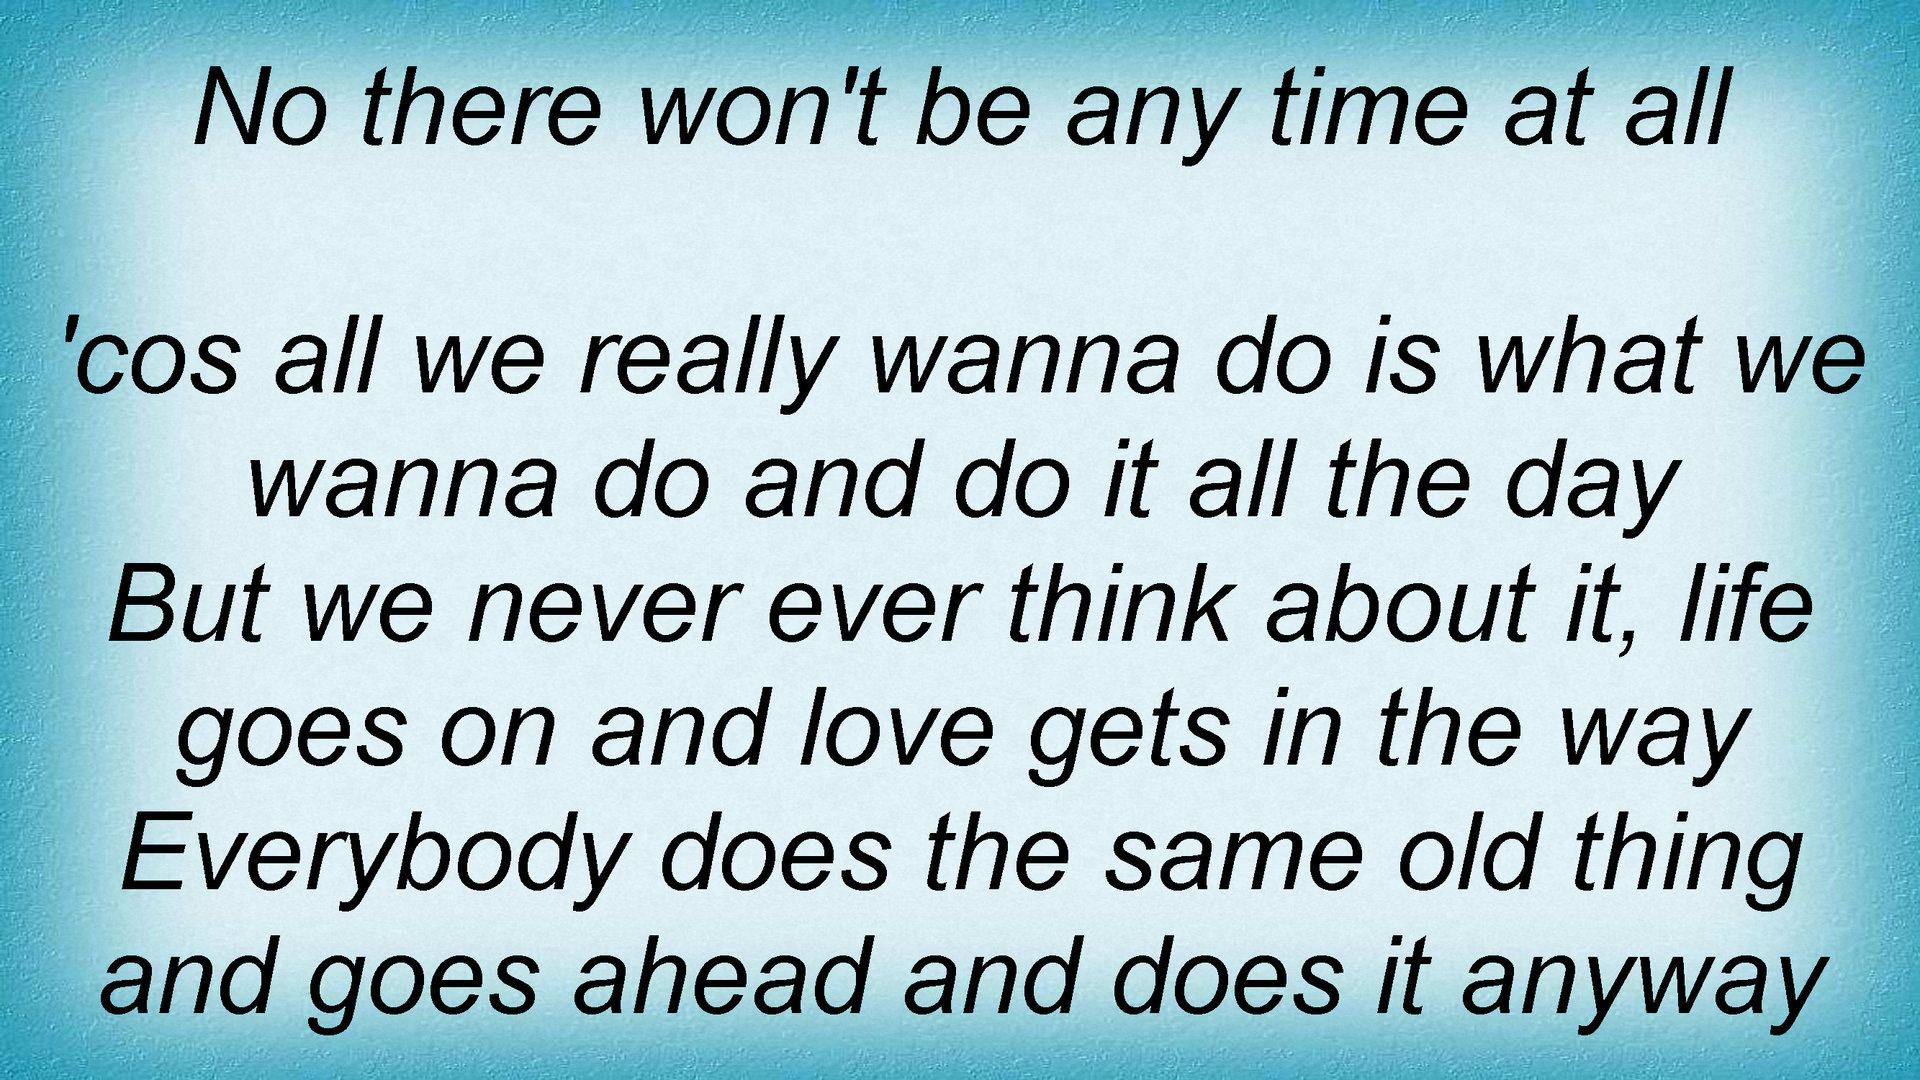 No there won't be any time at all
'cos all we really wanna do is what we
wanna do and do it all the day
But we never ever think about it, life
goes on and love gets in the way
Everybody does the same old thing
and goes ahead and does it anyway